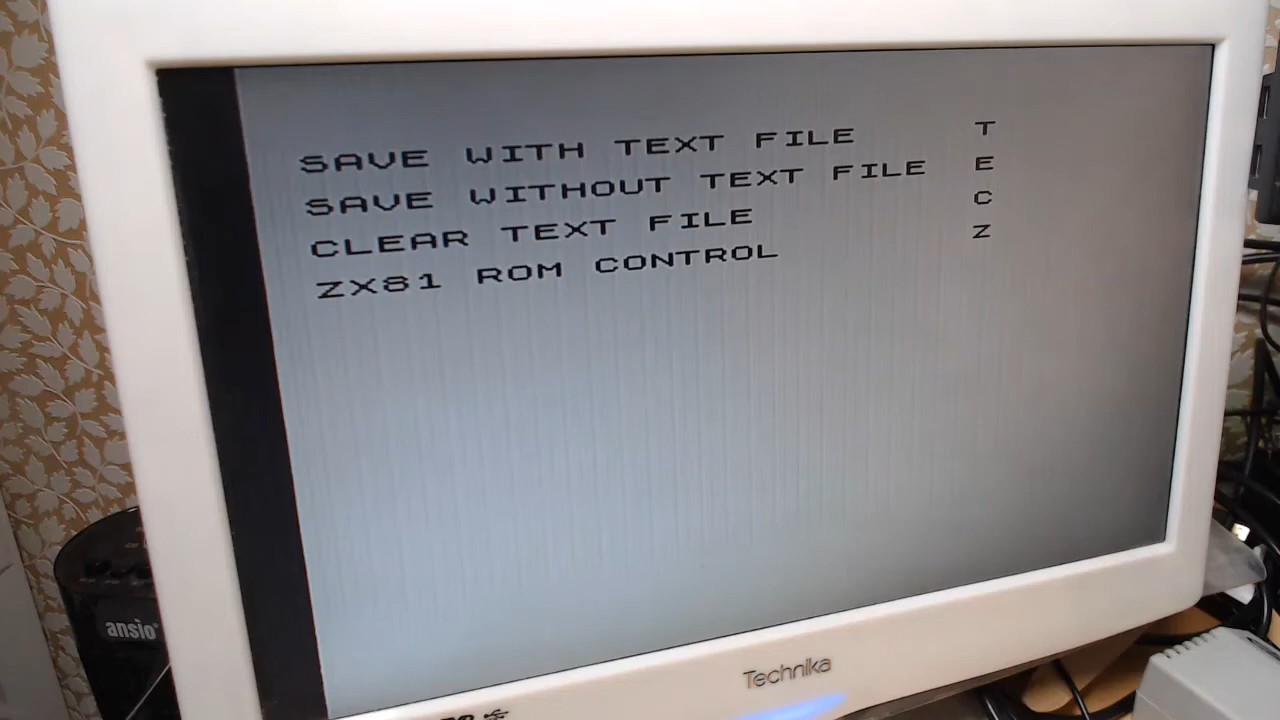 SAVE WITH TEXT FILE T
SAVE WITHOUT TEXT FILE E
CLEAR TEXT FILE C
ZX81 ROM CONTROL Z
ansio
Technika